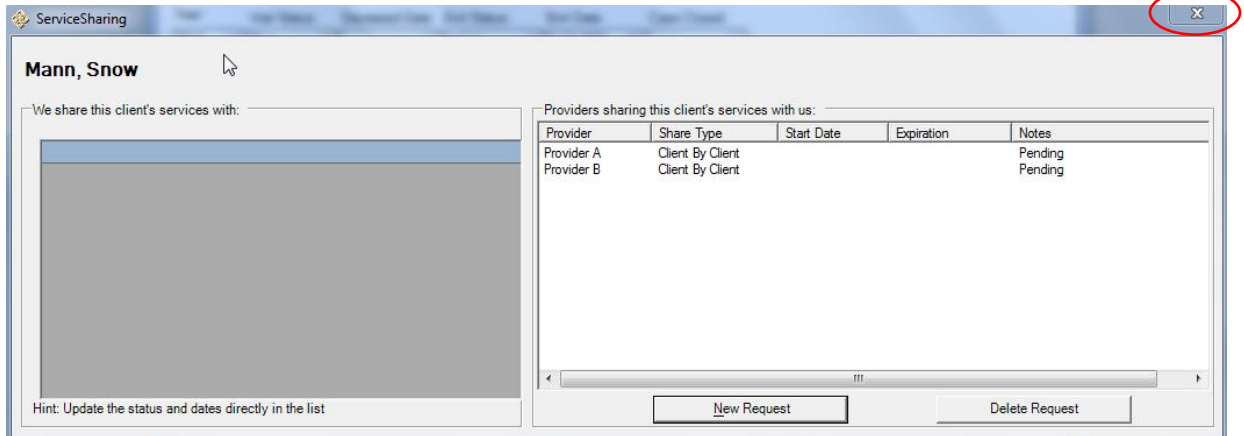 ServiceSharing
Mann, Snow
We share this client's services with:
Hint: Update the status and dates directly in the list
Providers sharing this client's services with us:
Provider Share Type Start Date Expiration Notes
Provider A Client By Client Pending
Provider B Client By Client Pending
New Request Delete Request